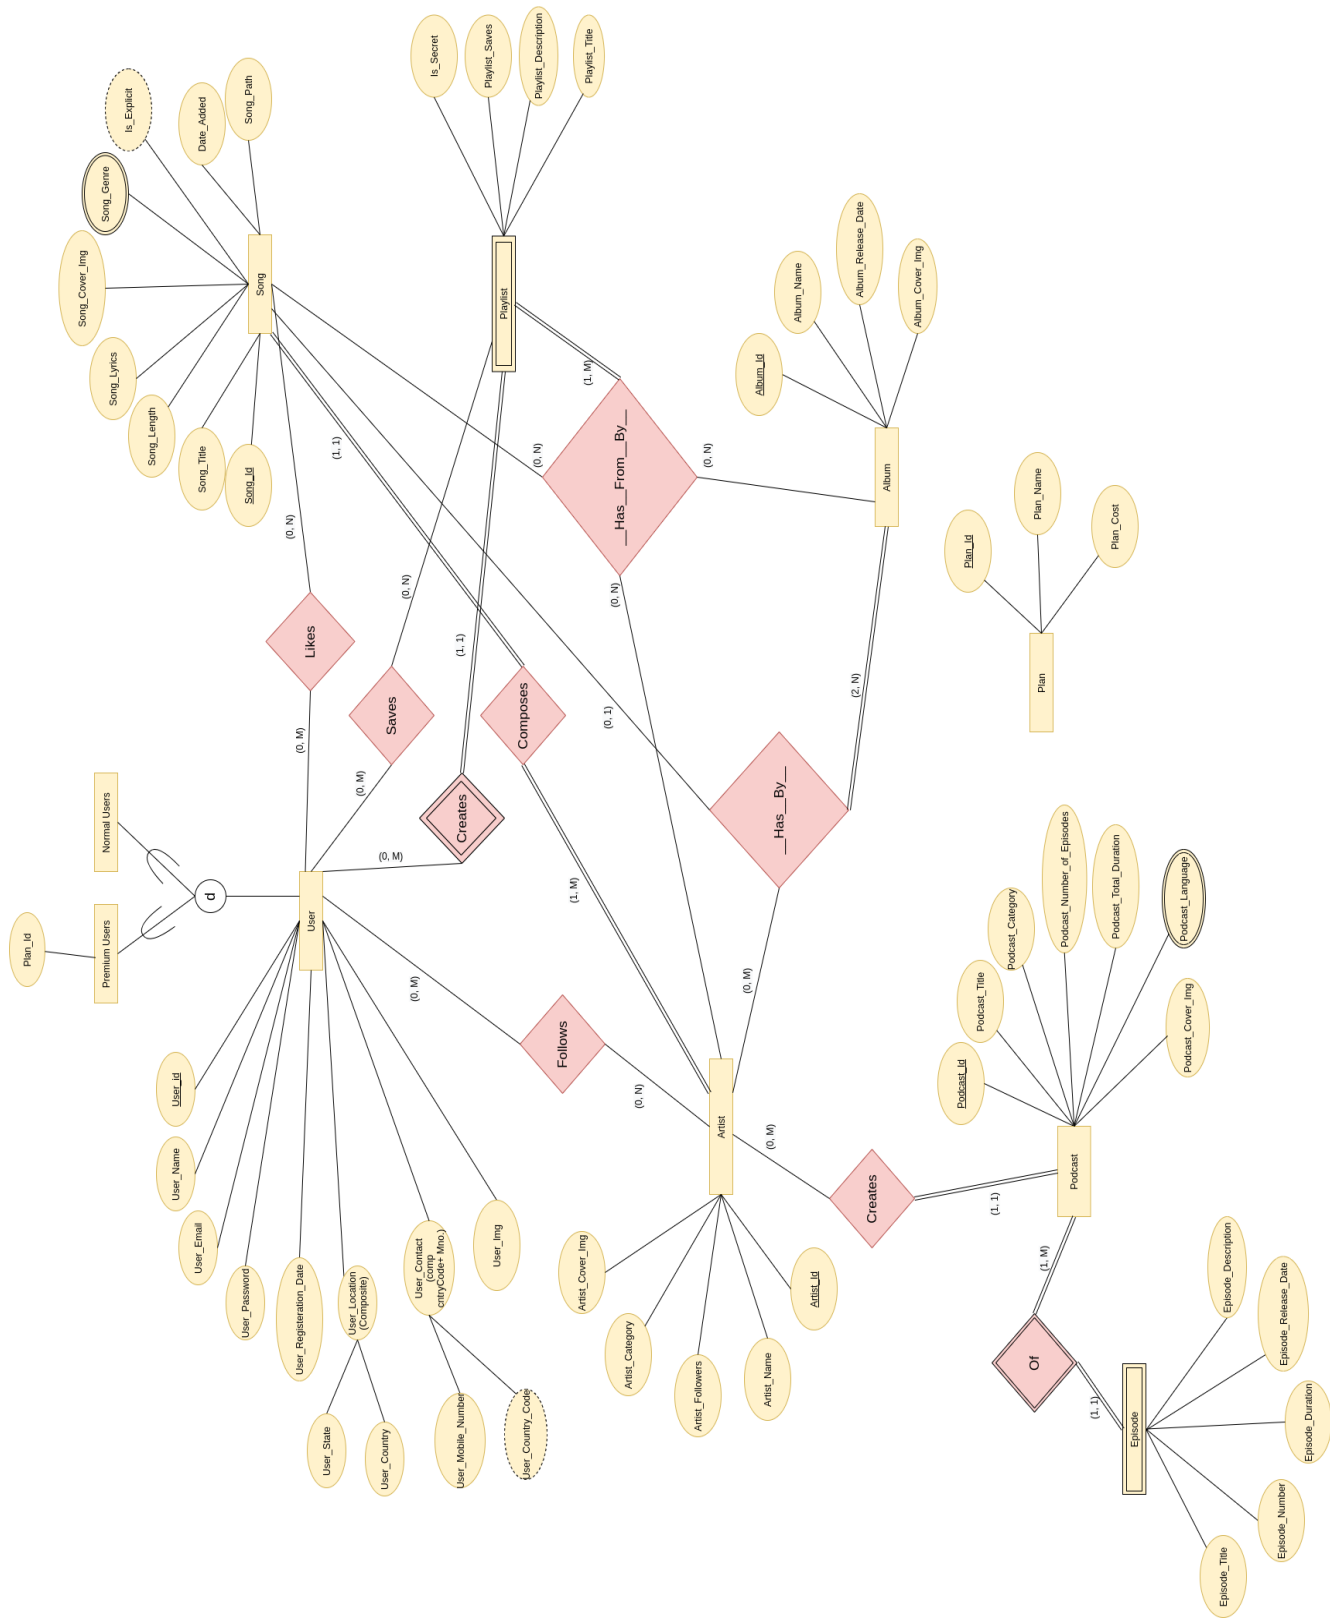 Is_Secret
Playlist_Saves
Playlist_Description
Playlist_Title
Is_Explicit
Date_Added
Song_Path
Song_Genre
Song_Cover_Img
Song_Lyrics
Song_Length
Song_Title
Song_Id
Song
Playlist
Album_Id
Album_Name
Album_Release_Date
Album_Cover_Img
Album
(1, M)
(1, 1)
(0, N)
__Has__From__By__
(0, N)
(0, N)
(0, N)
(0, N)
Plan_Id
Plan_Name
Plan_Cost
Plan
Likes
Saves
(1, 1)
Composes
(0, 1)
(2, N)
(0, M)
(0, M)
Creates
(0, M)
__Has__By__
Normal Users
Premium Users
Plan_Id
d
User
(1, M)
(0, M)
(0, M)
Follows
(0, N)
User_id
User_Name
User_Email
User_Password
User_Registeration_Date
User_Location
(Composite)
User_Contact
(comp
cntryCode+ Mno.)
User_Img
User_State
User_Country
User_Mobile_Number
User_Country_Code
Artist
(0, M)
Artist_Cover_Img
Artist_Category
Artist_Followers
Artist_Name
Artist_Id
Creates
(1, 1)
Podcast_Id
Podcast_Title
Podcast_Category
Podcast_Number_of_Episodes
Podcast_Total_Duration
Podcast_Language
Podcast_Cover_Img
Podcast
(1, M)
Of
(1, 1)
Episode
Episode_Description
Episode_Release_Date
Episode_Duration
Episode_Number
Episode_Title